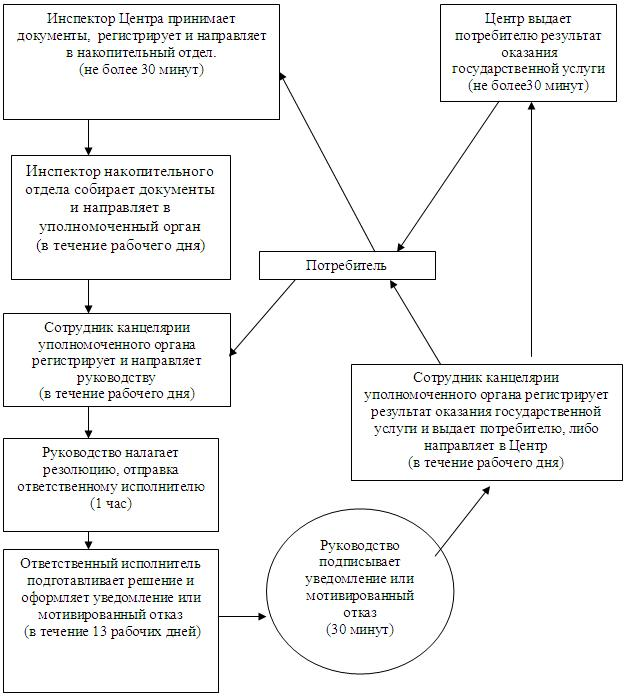 Инспектор Центра принимает
документы, регистрирует и направляет
в накопительный отдел.
(не более 30 минут)
Центр выдает
потребителю результат
оказания
государственной услуги
(не более30 минут)
Инспектор накопительного
отдела собирает документы
и направляет в
уполномоченный орган
(в течение рабочего дня)
Потребитель
Сотрудник канцелярии
уполномоченного органа
регистрирует и направляет
руководству
(в течение рабочего дня)
Сотрудник канцелярии
уполномоченного органа регистрирует
результат оказания государственной
услуги и выдает потребителю, либо
направляет в Центр
(в течение рабочего дня)
Руководство налагает
резолюцию, отправка
ответственному исполнителю
(1 час)
Ответственный исполнитель
подготавливает решение и
оформляет уведомление или
мотивированный отказ
(в течение 13 рабочих дней)
Руководство
подписывает
уведомление или
мотивированный
отказ
(30 минут)